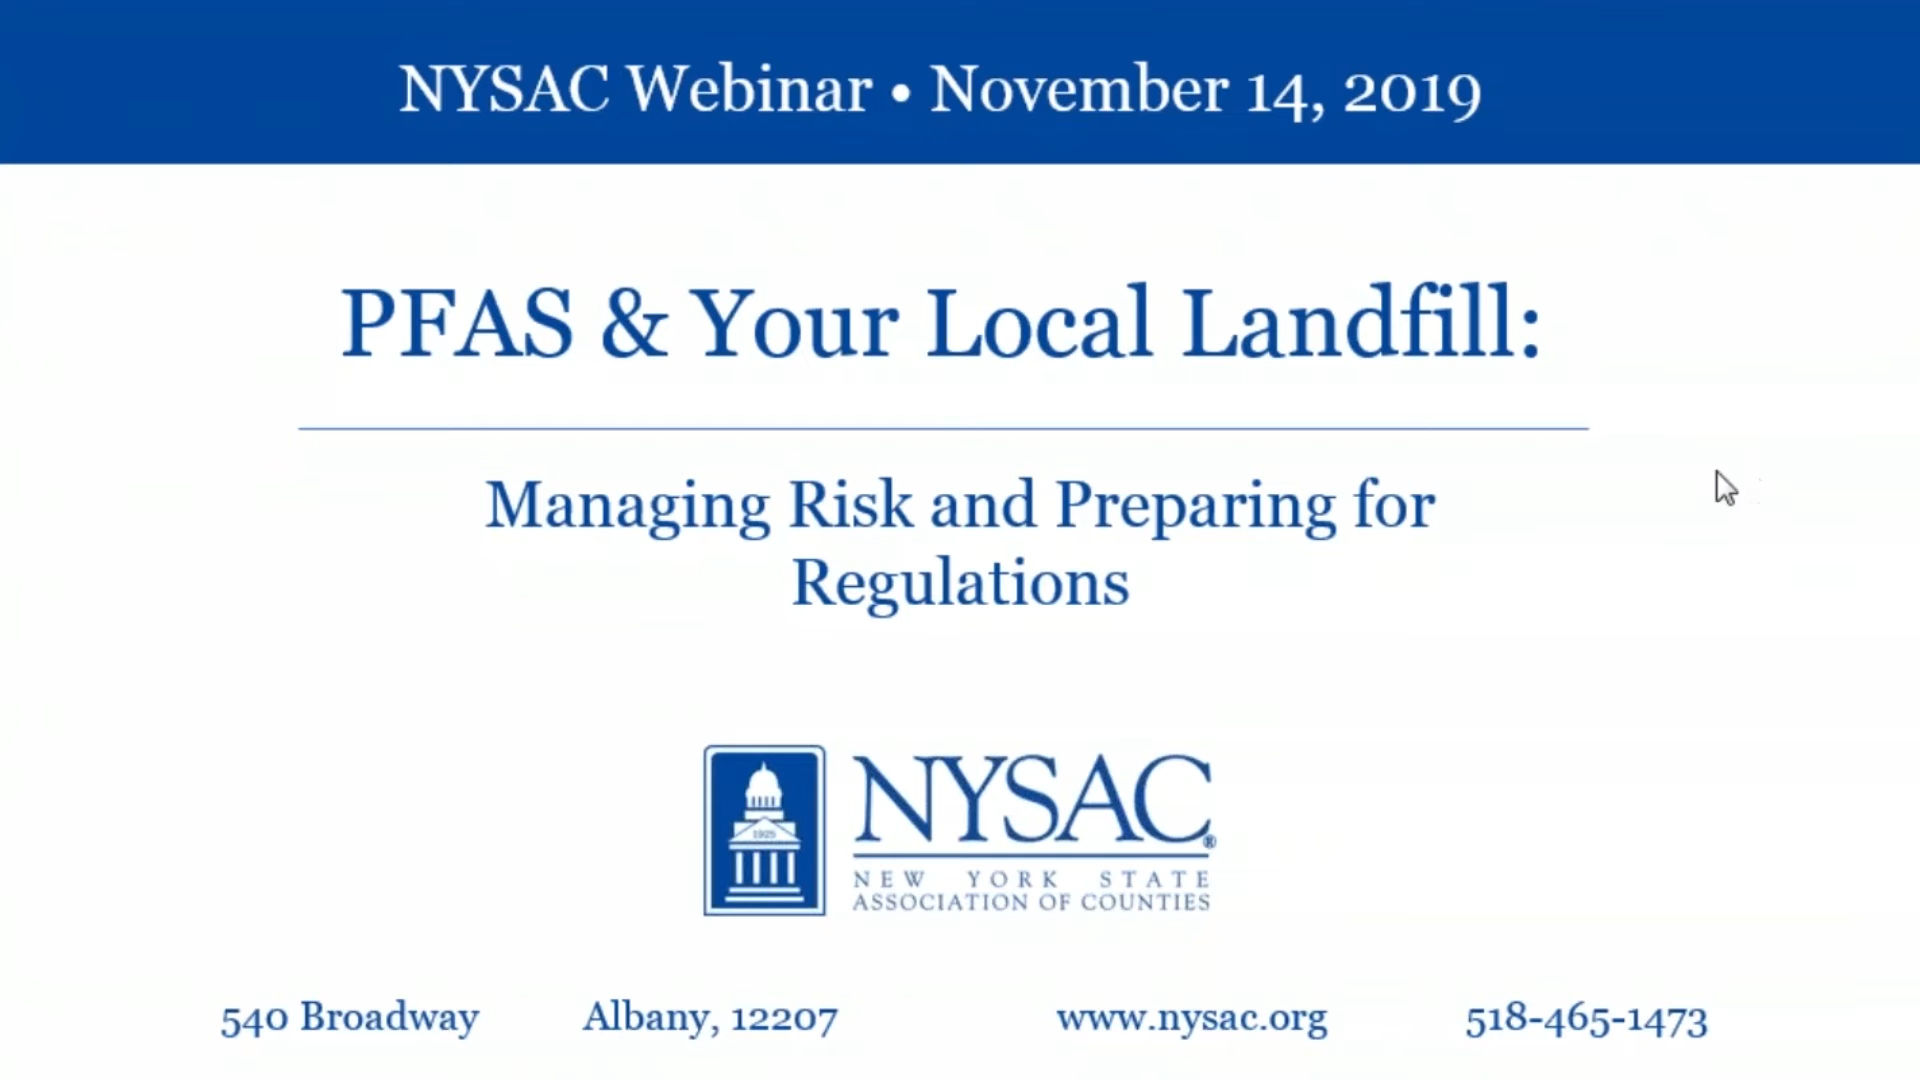 NYSAC Webinar • November 14, 2019
PFAS & Your Local Landfill:
Managing Risk and Preparing for
Regulations
1925
NYSAC®
NEW YORK STATE
ASSOCIATION OF COUNTIES
540 Broadway Albany, 12207 www.nysac.org 518-465-1473